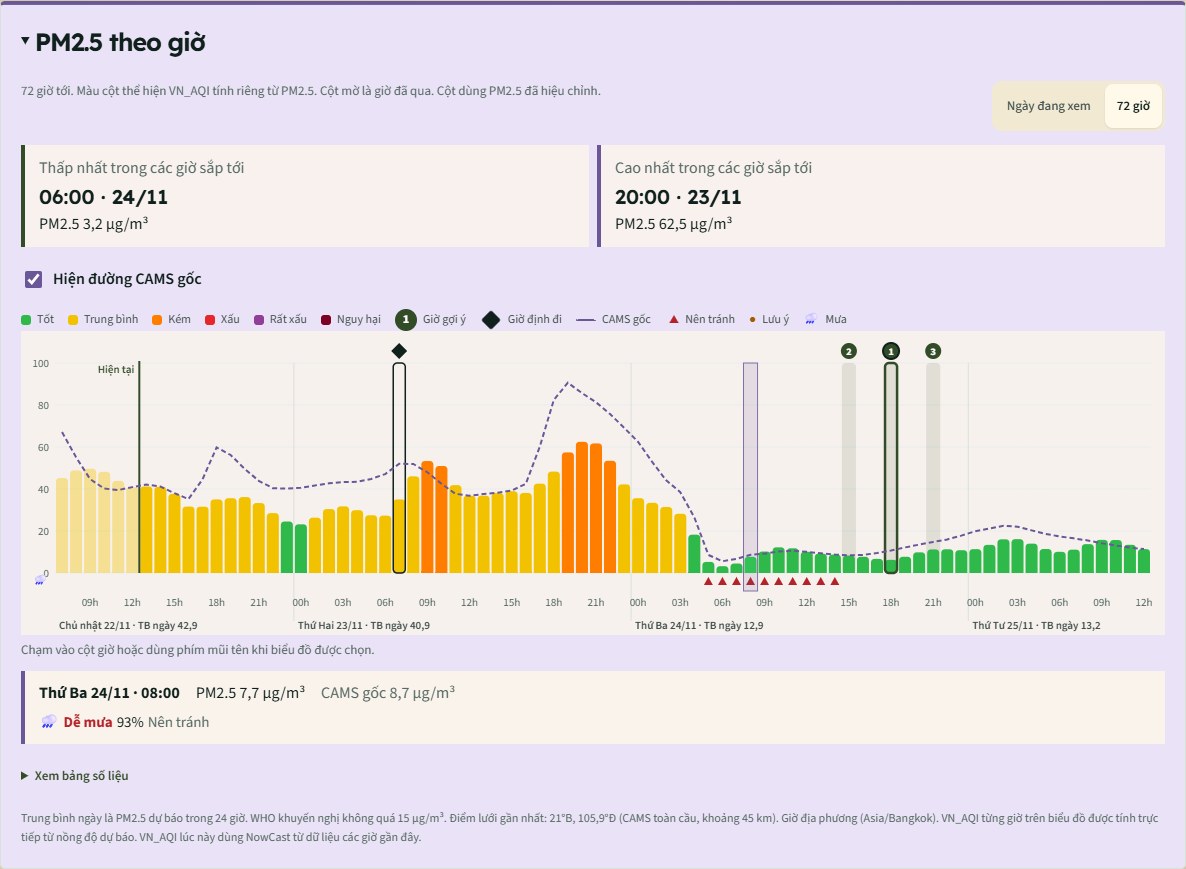 PM2.5 theo giờ
72 giờ tới. Màu cột thể hiện VN_AQI tính riêng từ PM2.5. Cột mờ là giờ đã qua. Cột dùng PM2.5 đã hiệu chỉnh.
Ngày đang xem 72 giờ
Thấp nhất trong các giờ sắp tới
06:00 · 24/11
PM2.5 3,2 µg/m³
Cao nhất trong các giờ sắp tới
20:00 · 23/11
PM2.5 62,5 µg/m³
Hiện đường CAMS gốc
Tốt Trung bình Kém Xấu Rất xấu Nguy hại 1 Giờ gợi ý Giờ định đi CAMS gốc Nên tránh Lưu ý Mưa
2 1 3
100
Hiện tại
80
60
40
20
0
09h 12h 15h 18h 21h 00h 03h 06h 09h 12h 15h 18h 21h 00h 03h 06h 09h 12h 15h 18h 21h 00h 03h 09h 12h
Chủ nhật 22/11 · TB ngày 42,9 Thứ Hai 23/11 · TB ngày 40,9 Thứ Ba 24/11 · TB ngày 12,9 Thứ Tư 25/11 · TB ngày 13,2
Chạm vào cột giờ hoặc dùng phím mũi tên khi biểu đồ được chọn.
Thứ Ba 24/11 · 08:00 PM2.5 7,7 µg/m³ CAMS gốc 8,7 µg/m³
Dễ mưa 93% Nên tránh
Xem bảng số liệu
Trung bình ngày là PM2.5 dự báo trong 24 giờ. WHO khuyến nghị không quá 15 µg/m³. Điểm lưới gần nhất: 21°B, 105,9°Đ (CAMS toàn cầu, khoảng 45 km). Giờ địa phương (Asia/Bangkok). VN_AQI từng giờ trên biểu đồ được tính trực
tiếp từ nồng độ dự báo. VN_AQI lúc này dùng NowCast từ dữ liệu các giờ gần đây.